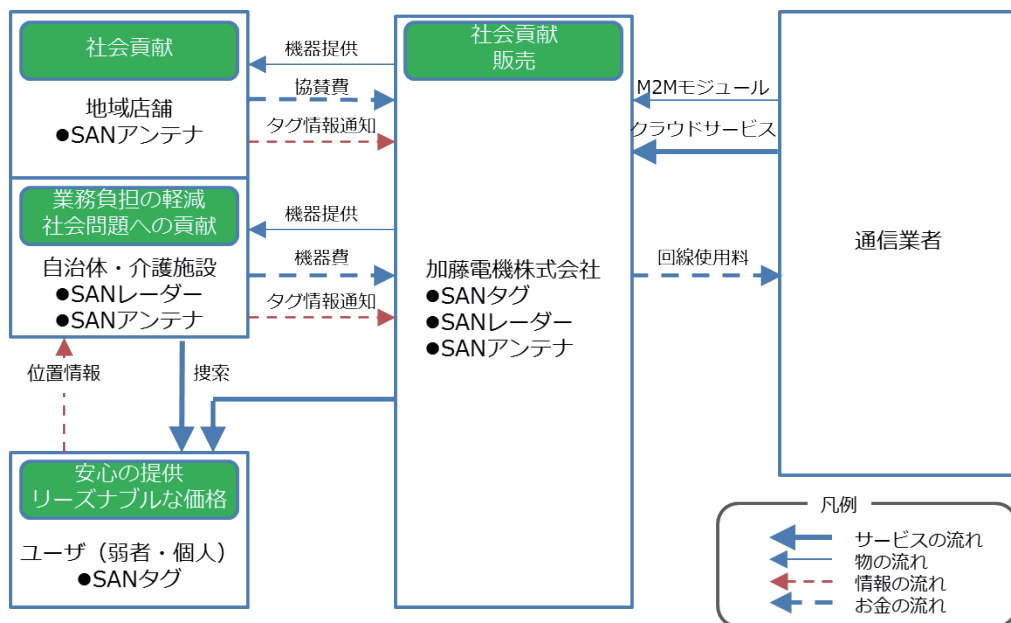 社会貢献
地域店舗
●SANアンテナ
業務負担の軽減
社会問題への貢献
自治体・介護施設
●SANレーダー
●SANアンテナ
機器提供
協賛費
タグ情報通知
機器提供
機器費
タグ情報通知
社会貢献
販売
加藤電機株式会社
●SANタグ
●SANレーダー
●SANアンテナ
M2Mモジュール
クラウドサービス
回線使用料
通信業者
位置情報
捜索
安心の提供
リーズナブルな価格
ユーザ（弱者・個人）
●SANタグ
凡例
サービスの流れ
物の流れ
情報の流れ
お金の流れ